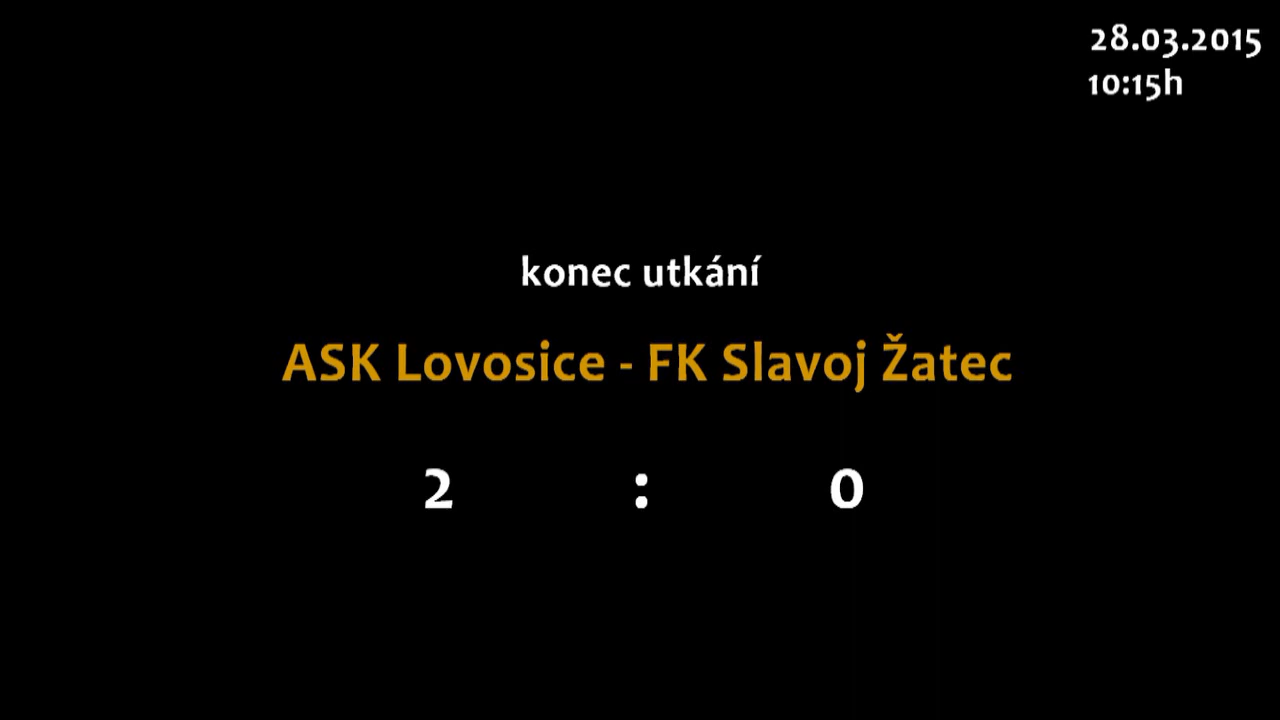 28.03.2015
10:15h
konec utkání
ASK Lovosice - FK Slavoj Žatec
2 : 0